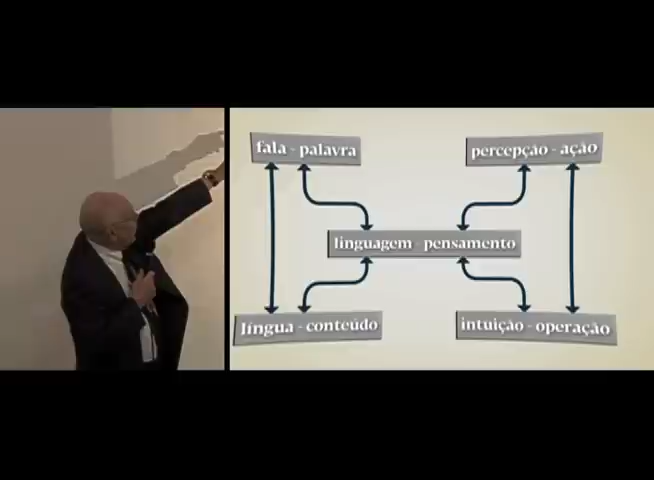 fala - palavra
percepção - ação
linguagem - pensamento
língua - conteúdo
intuição - operação